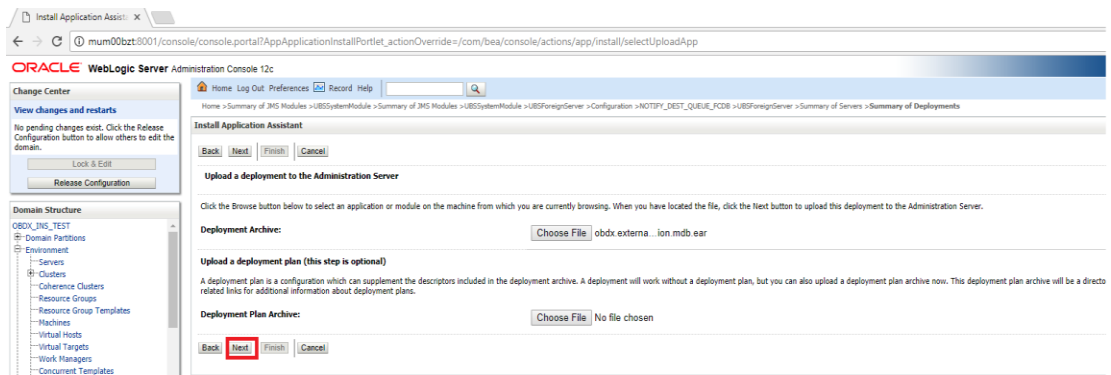 Install Application Assist
mum00bzt:8001/console/console.portal?AppApplicationInstallPortlet_actionOverride=/com/bea/console/actions/app/install/selectUploadApp
ORACLE WebLogic Server Administration Console 12c
Change Center
View changes and restarts
No pending changes exist. Click the Release
Configuration button to allow others to edit the
domain.
Lock & Edit
Release Configuration
Domain Structure
OBDX_INS_TEST
Domain Partitions
Environment
Servers
Clusters
Coherence Clusters
Resource Groups
Resource Group Templates
Machines
Virtual Hosts
Virtual Targets
Work Managers
Concurrent Templates
Home Log Out Preferences Record Help
Home >Summary of JMS Modules >UBSSystemModule >Summary of JMS Modules >UBSSystemModule >UBSForeignServer >Configuration >NOTIFY_DEST_QUEUE_FCDB >UBSForeignServer >Summary of Servers >Summary of Deployments
Install Application Assistant
Back Next Finish Cancel
Upload a deployment to the Administration Server
Click the Browse button below to select an application or module on the machine from which you are currently browsing. When you have located the file, click the Next button to upload this deployment to the Administration Server.
Deployment Archive: Choose File obdx.externa...ion.mdb.ear
Upload a deployment plan (this step is optional)
A deployment plan is a configuration which can supplement the descriptors included in the deployment archive. A deployment will work without a deployment plan, but you can also upload a deployment plan archive now. This deployment plan archive will be a directo
related links for additional information about deployment plans.
Deployment Plan Archive: Choose File No file chosen
Back Next Finish Cancel